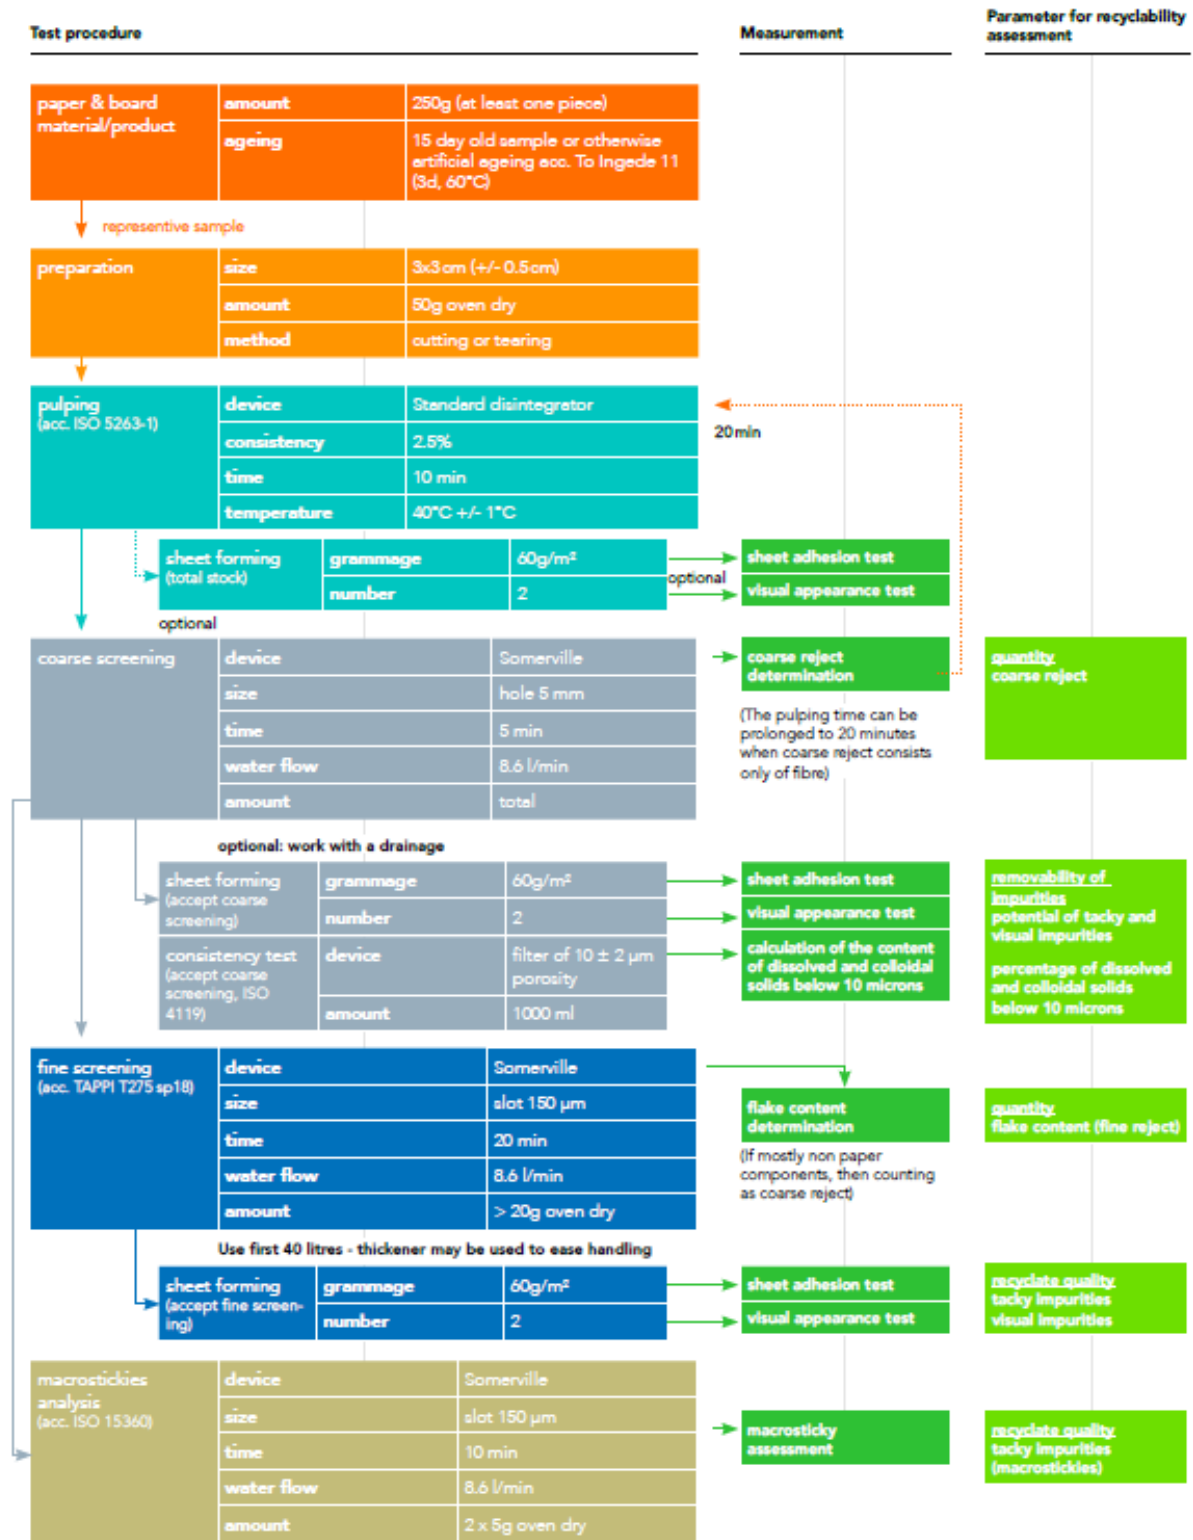 Test procedure
Measurement
Parameter for recyclability
assessment
paper & board
material/product
amount
250g (at least one piece)
ageing
15 day old sample or otherwise
artificial ageing acc. To Ingede 11
(3d, 60°C)
representive sample
preparation
size
3x3cm (+/- 0.5cm)
amount
50g oven dry
method
cutting or tearing
pulping
(acc. ISO 5263-1)
device
Standard disintegrator
consistency
2.5%
time
10 min
temperature
40°C +/- 1°C
20min
sheet forming
(total stock)
grammage
60g/m²
number
2
optional
sheet adhesion test
visual appearance test
optional
coarse screening
device
Somerville
size
hole 5 mm
time
5 min
water flow
8.6 l/min
amount
total
coarse reject
determination
(The pulping time can be
prolonged to 20 minutes
when coarse reject consists
only of fibre)
quantity
coarse reject
optional: work with a drainage
sheet forming
(accept coarse
screening)
grammage
60g/m²
number
2
consistency test
(accept coarse
screening, ISO
4119)
device
filter of 10 ± 2 µm
porosity
amount
1000 ml
sheet adhesion test
visual appearance test
calculation of the content
of dissolved and colloidal
solids below 10 microns
removability of
impurities
potential of tacky and
visual impurities
percentage of dissolved
and colloidal solids
below 10 microns
fine screening
(acc. TAPPI T275 sp18)
device
Somerville
size
slot 150 µm
time
20 min
water flow
8.6 l/min
amount
> 20g oven dry
flake content
determination
(If mostly non paper
components, then counting
as coarse reject)
quantity
flake content (fine reject)
Use first 40 litres - thickener may be used to ease handling
sheet forming
(accept fine screen-
ing)
grammage
60g/m²
number
2
sheet adhesion test
visual appearance test
recyclate quality
tacky impurities
visual impurities
macrostickies
analysis
(acc. ISO 15360)
device
Somerville
size
slot 150 µm
time
10 min
water flow
8.6 l/min
amount
2 x 5g oven dry
macrosticky
assessment
recyclate quality
tacky impurities
(macrostickies)